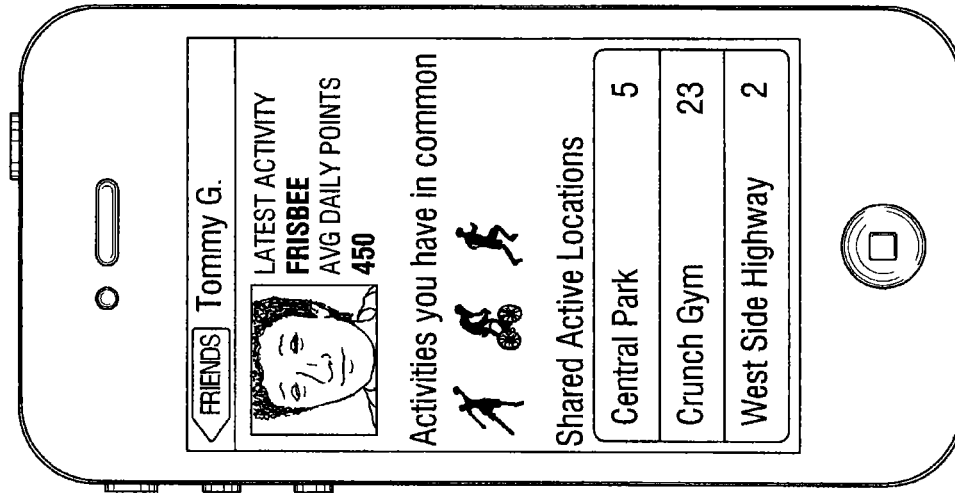 FRIENDS Tommy G.
LATEST ACTIVITY
FRISBEE
AVG DAILY POINTS
450
Activities you have in common
Shared Active Locations
Central Park 5
Crunch Gym 23
West Side Highway 2